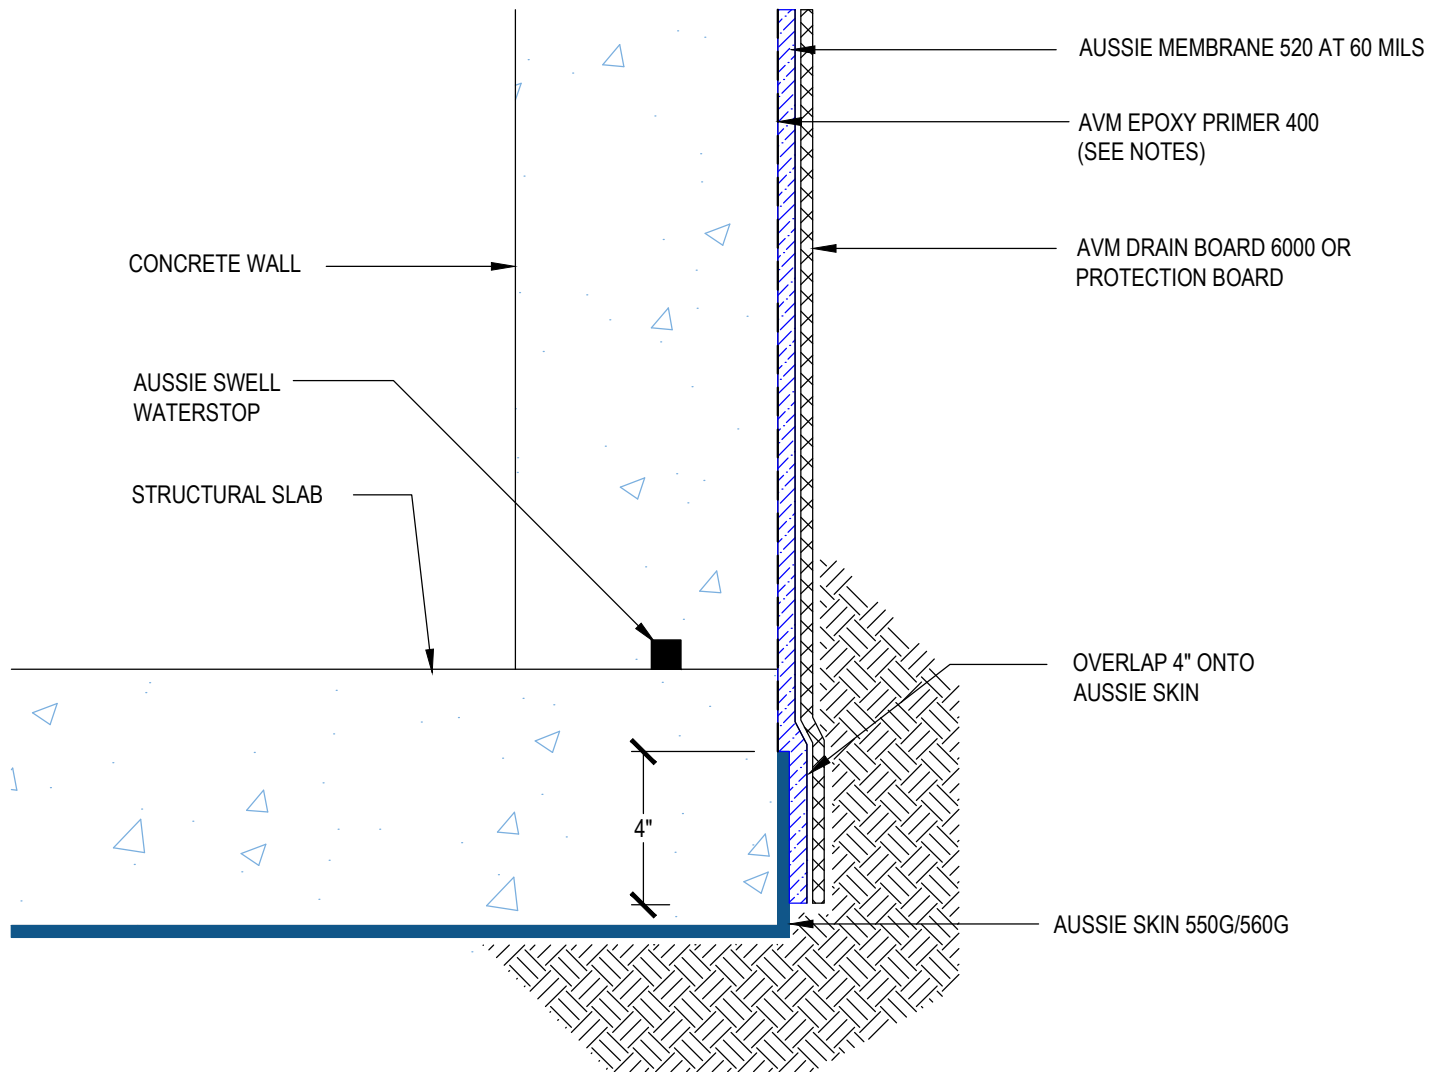 AUSSIE MEMBRANE 520 AT 60 MILS
AVM EPOXY PRIMER 400
(SEE NOTES)
AVM DRAIN BOARD 6000 OR
PROTECTION BOARD
CONCRETE WALL
AUSSIE SWELL
WATERSTOP
STRUCTURAL SLAB
OVERLAP 4" ONTO
AUSSIE SKIN
4"
AUSSIE SKIN 550G/560G